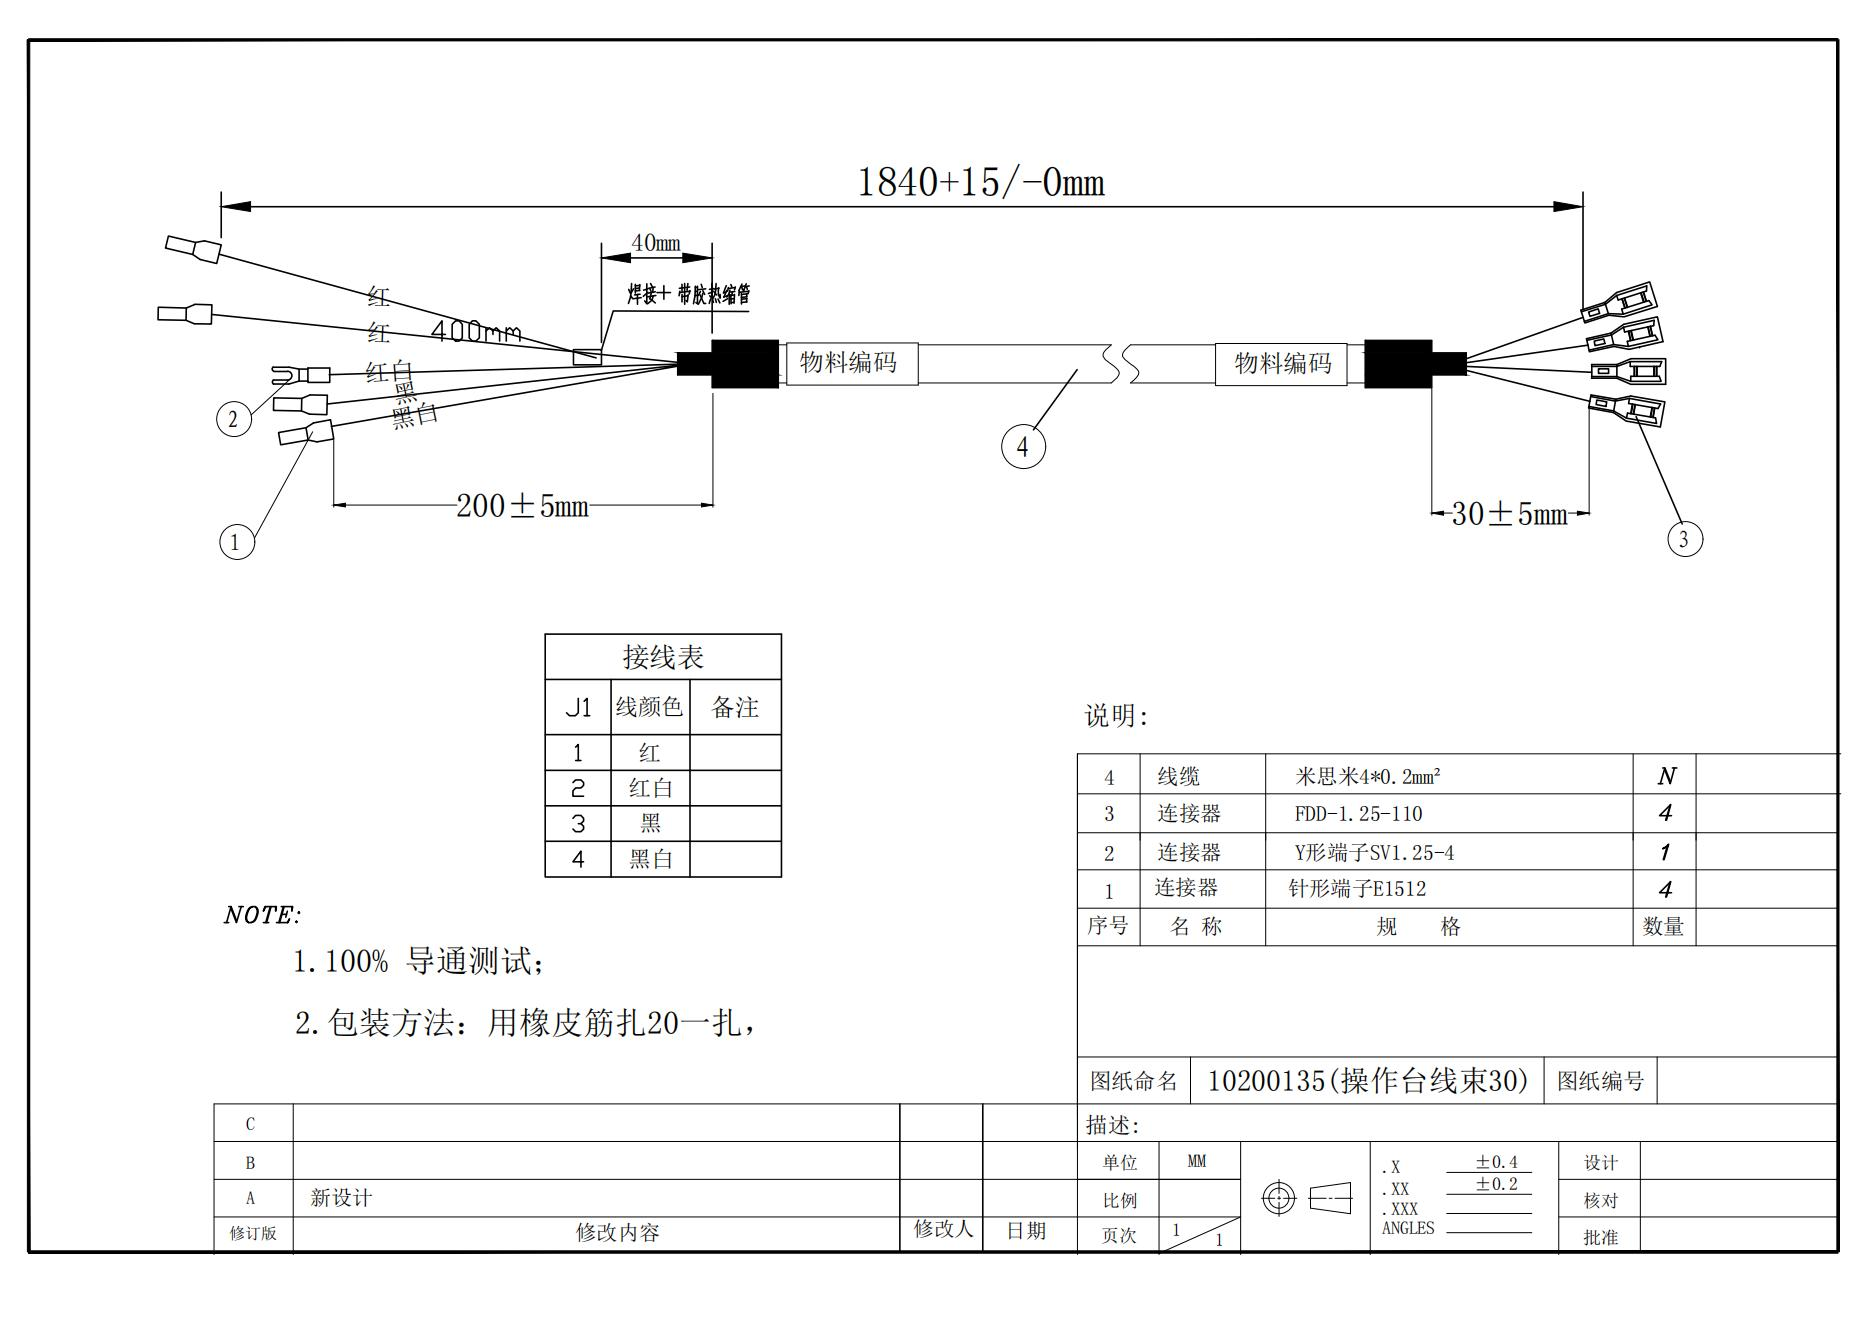 1840+15/-0mm
40mm
焊接+ 带胶热缩管
红
红 400mm
红白
黑
黑白
物料编码
物料编码
2
4
1
3
200±5mm
30±5mm
接线表
J1 线颜色 备注
1 红
2 红白
3 黑
4 黑白
说明:
4 线缆 米思米4*0.2mm² N
3 连接器 FDD-1.25-110 4
2 连接器 Y形端子SV1.25-4 1
1 连接器 针形端子E1512 4
序号 名 称 规 格 数量
NOTE:
1.100% 导通测试;
2.包装方法：用橡皮筋扎20一扎，
图纸命名 10200135(操作台线束30) 图纸编号
描述:
C
B
A 新设计
修订版 修改内容 修改人 日期
单位 MM
比例
页次 1/1
.X ±0.4
.XX ±0.2
.XXX
ANGLES
设计
核对
批准